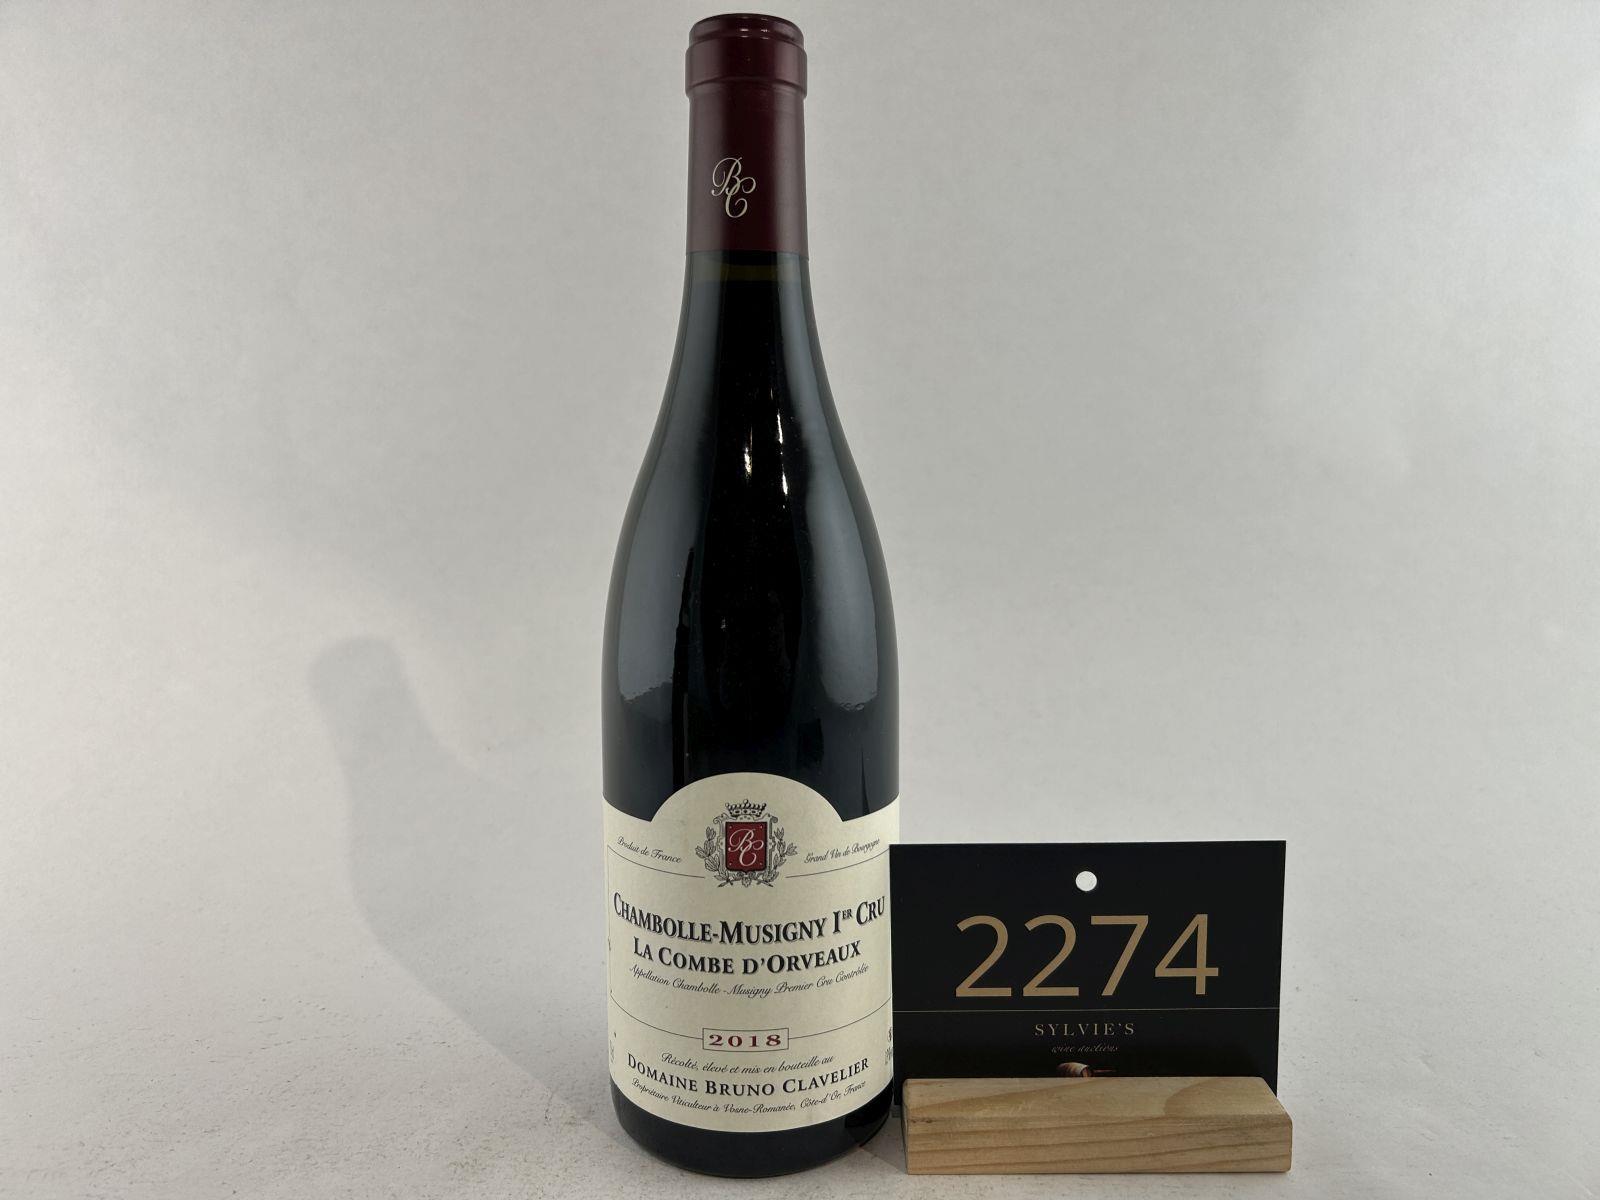 BC
BC
Produit de France
Grand Vin de Bourgogne
CHAMBOLLE-MUSIGNY IER CRU
LA COMBE D'ORVEAUX
Appellation Chambolle-Musigny Premier Cru Contrôlée
2018
Récolté, élevé et mis en bouteille au
DOMAINE BRUNO CLAVELIER
Propriétaire Viticulteur à Vosne-Romanée, Côte-d'Or, France
2274
SYLVIE'S
wine auctions